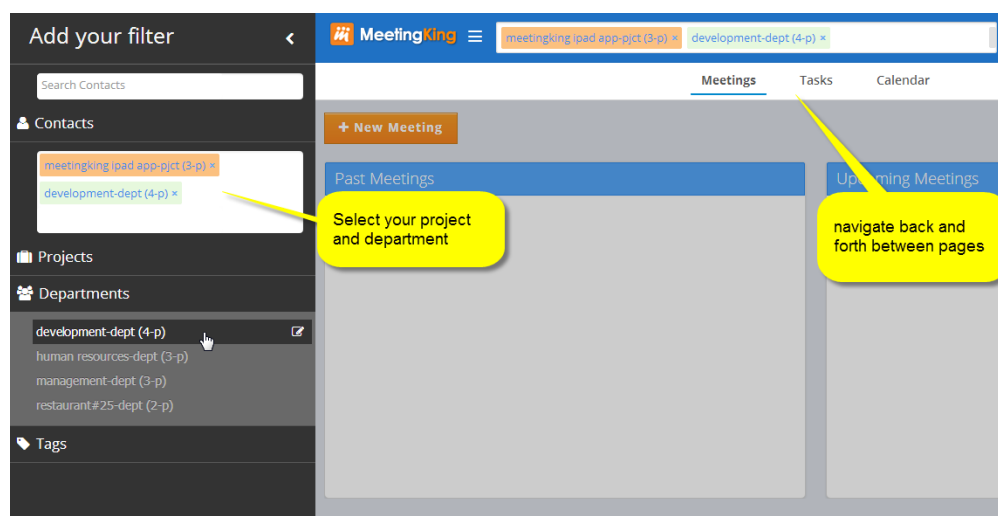 Add your filter
Search Contacts
Contacts
meetingking ipad app-pjct (3-p) ×
development-dept (4-p) ×
Projects
Departments
development-dept (4-p)
human resources-dept (3-p)
management-dept (3-p)
restaurant#25-dept (2-p)
Tags
MeetingKing
meetingking ipad app-pjct (3-p) × development-dept (4-p) ×
Meetings Tasks Calendar
+ New Meeting
Past Meetings
Select your project
and department
Meetings
navigate back and
forth between pages